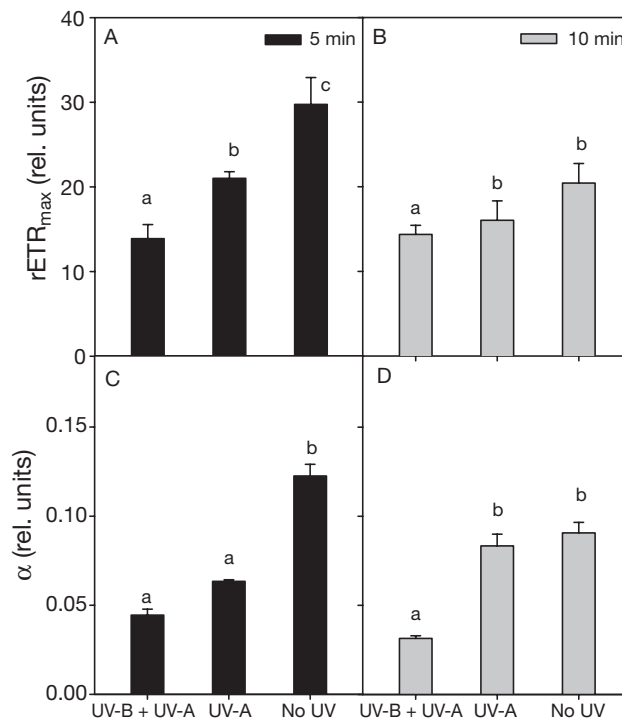 A
5 min
B
10 min
40
30
20
10
0
rETRmax (rel. units)
a
b
c
a
b
b
C
D
0.15
0.10
0.05
0.00
α (rel. units)
a
a
b
a
b
b
UV-B + UV-A UV-A No UV
UV-B + UV-A UV-A No UV